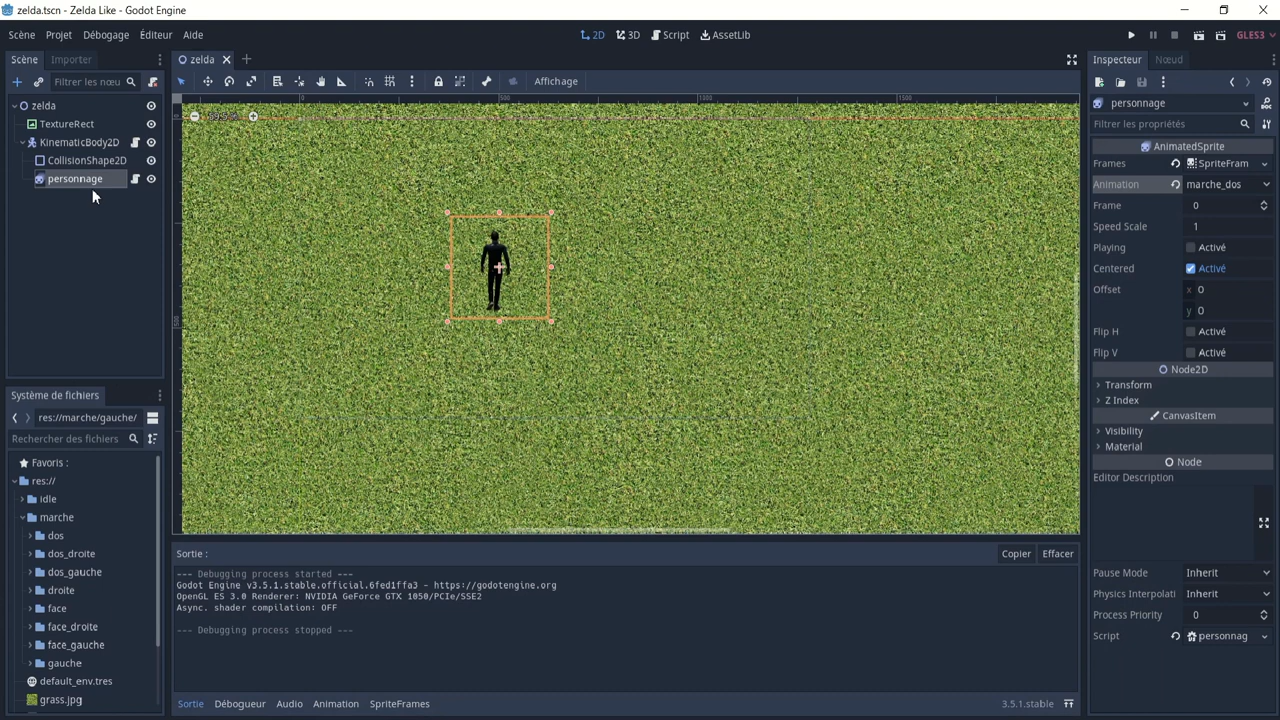 zelda.tscn - Zelda Like - Godot Engine
Scène Projet Débogage Éditeur Aide
2D 3D Script AssetLib
GLES3
Scène Importer
Filtrer les nœu
zelda
TextureRect
KinematicBody2D
CollisionShape2D
personnage
Système de fichiers
res://marche/gauche/
Rechercher des fichiers
Favoris :
res://
idle
marche
dos
dos_droite
dos_gauche
droite
face
face_droite
face_gauche
gauche
default_env.tres
grass.jpg
zelda
Affichage
0 500 1000 1500
500
Sortie :
Copier Effacer
--- Debugging process started ---
Godot Engine v3.5.1.stable.official.6fed1ffa3 - https://godotengine.org
OpenGL ES 3.0 Renderer: NVIDIA GeForce GTX 1050/PCIe/SSE2
Async. shader compilation: OFF
--- Debugging process stopped ---
Sortie Débogueur Audio Animation SpriteFrames
3.5.1.stable
Inspecteur Nœud
personnage
Filtrer les propriétés
AnimatedSprite
Frames SpriteFram
Animation marche_dos
Frame 0
Speed Scale 1
Playing Activé
Centered Activé
Offset x 0
y 0
Flip H Activé
Flip V Activé
Node2D
Transform
Z Index
CanvasItem
Visibility
Material
Node
Editor Description
Pause Mode Inherit
Physics Interpolati Inherit
Process Priority 0
Script personnag